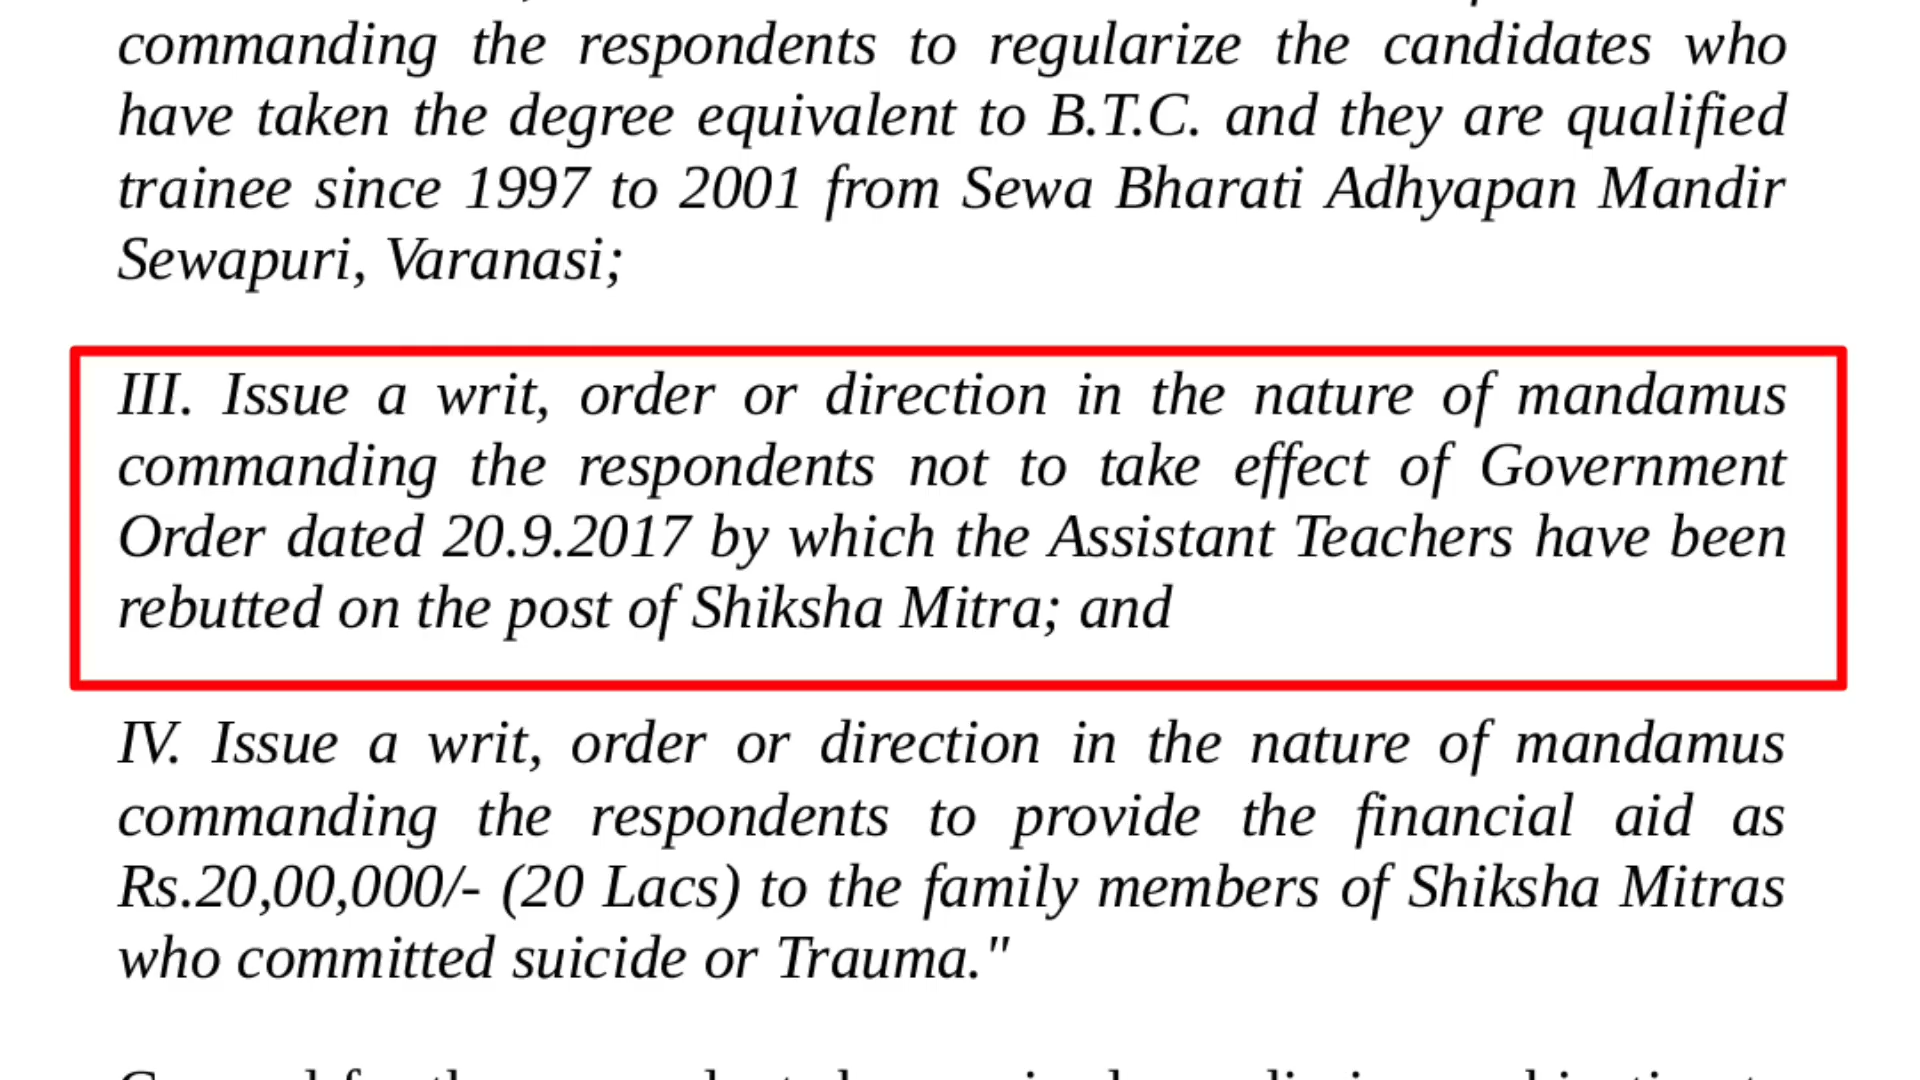 commanding the respondents to regularize the candidates who
have taken the degree equivalent to B.T.C. and they are qualified
trainee since 1997 to 2001 from Sewa Bharati Adhyapan Mandir
Sewapuri, Varanasi;
III. Issue a writ, order or direction in the nature of mandamus
commanding the respondents not to take effect of Government
Order dated 20.9.2017 by which the Assistant Teachers have been
rebutted on the post of Shiksha Mitra; and
IV. Issue a writ, order or direction in the nature of mandamus
commanding the respondents to provide the financial aid as
Rs.20,00,000/- (20 Lacs) to the family members of Shiksha Mitras
who committed suicide or Trauma."